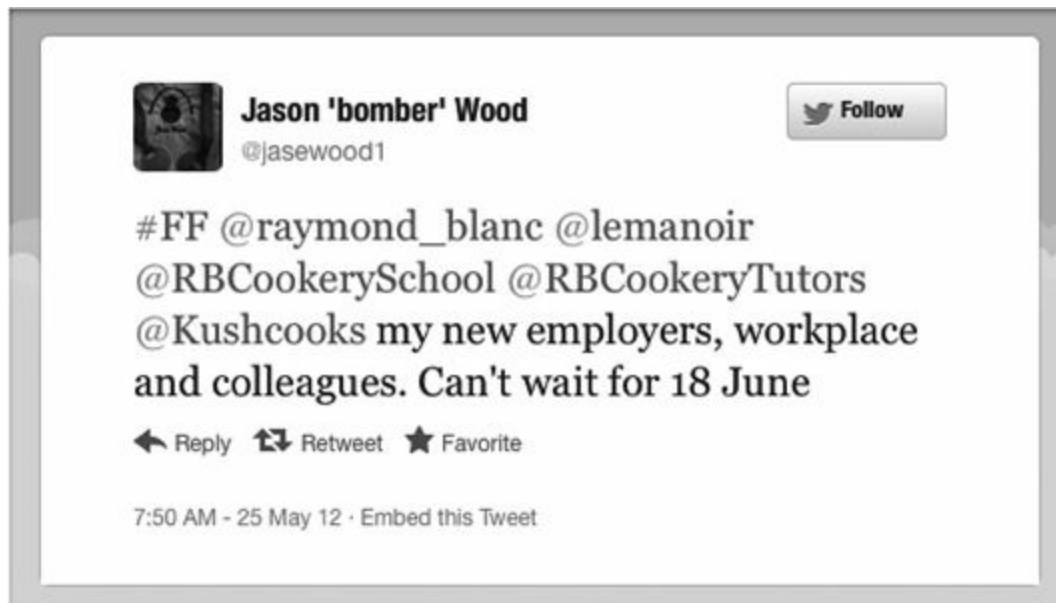 Jason 'bomber' Wood
@jasewood1
Follow
#FF @raymond_blanc @lemanoir
@RBCookerySchool @RBCookeryTutors
@Kushcooks my new employers, workplace
and colleagues. Can't wait for 18 June
Reply Retweet Favorite
7:50 AM - 25 May 12 · Embed this Tweet